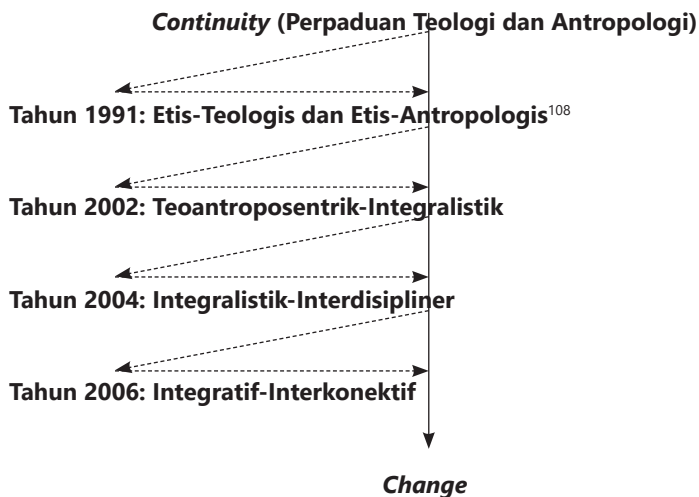 Continuity (Perpaduan Teologi dan Antropologi)
Tahun 1991: Etis-Teologis dan Etis-Antropologis108
Tahun 2002: Teoantroposentrik-Integralistik
Tahun 2004: Integralistik-Interdisipliner
Tahun 2006: Integratif-Interkonektif
Change